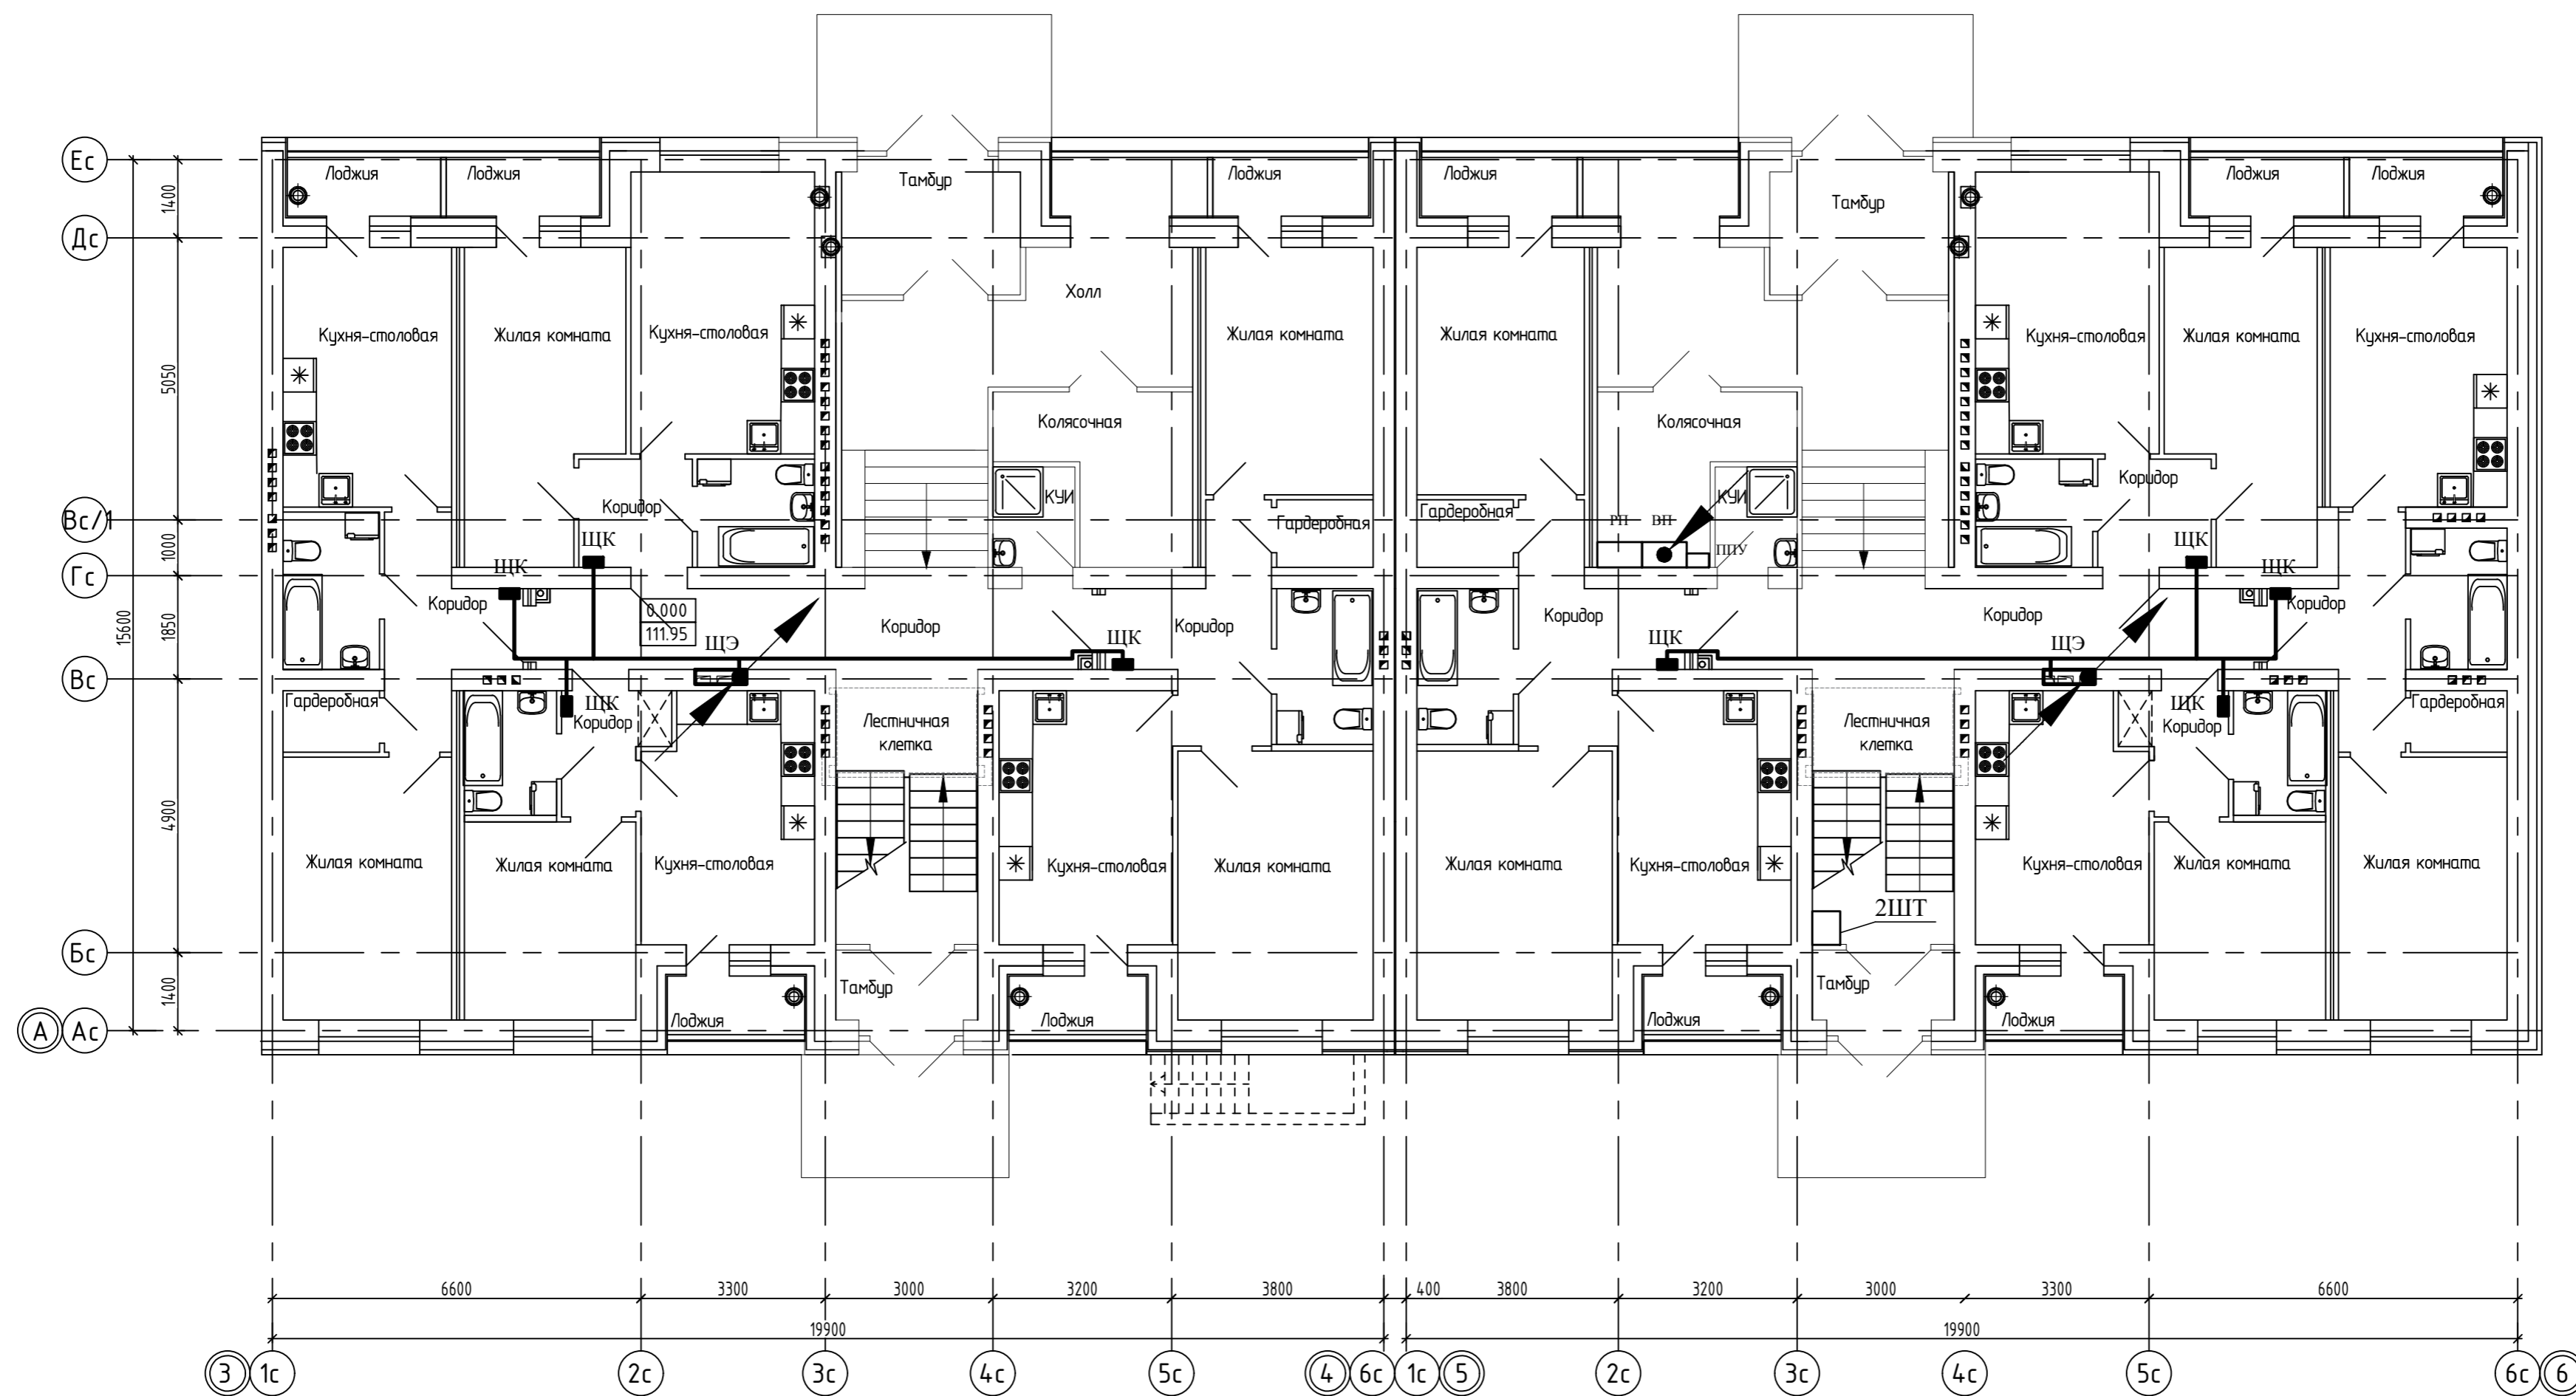 Ес
Лоджия
Лоджия
Тамбур
Лоджия
Лоджия
Тамбур
Лоджия
Лоджия
1400
Дс
Холл
Кухня-столовая
Жилая комната
Кухня-столовая
Жилая комната
Жилая комната
Кухня-столовая
Жилая комната
Кухня-столовая
5050
Колясочная
Колясочная
Коридор
Коридор
КУИ
КУИ
Гардеробная
Гардеробная
Вс/1
РП
ВП
ППУ
ЩК
ЩК
1000
Гс
ЩК
ЩК
Коридор
0.000
111.95
Коридор
Коридор
Коридор
Коридор
Коридор
15600
1850
ЩЭ
ЩК
ЩК
ЩЭ
Вс
Гардеробная
ЩК
Коридор
Лестничная
клетка
Лестничная
клетка
ЩК
Коридор
Гардеробная
4900
Жилая комната
Жилая комната
Кухня-столовая
Кухня-столовая
Жилая комната
Жилая комната
Кухня-столовая
Кухня-столовая
Жилая комната
Жилая комната
2ШТ
Бс
1400
Тамбур
Тамбур
Лоджия
Лоджия
Лоджия
Лоджия
А
Ас
6600
3300
3000
3200
3800
400
3800
3200
3000
3300
6600
19900
19900
3
1с
2с
3с
4с
5с
4
6с
1с
5
2с
3с
4с
5с
6с
6